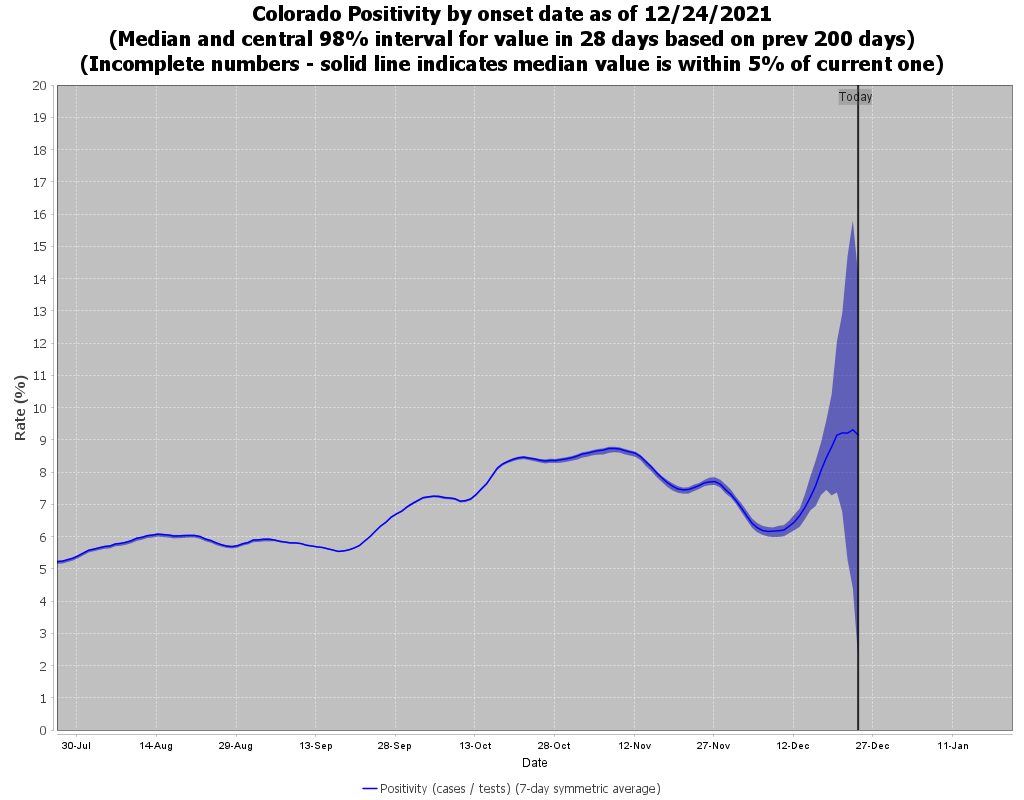 Colorado Positivity by onset date as of 12/24/2021
(Median and central 98% interval for value in 28 days based on prev 200 days)
(Incomplete numbers - solid line indicates median value is within 5% of current one)
Today
20
19
18
17
16
15
14
13
12
11
10
9
8
7
6
5
4
3
2
1
0
Rate (%)
30-Jul 14-Aug 29-Aug 13-Sep 28-Sep 13-Oct 28-Oct 12-Nov 27-Nov 12-Dec 27-Dec 11-Jan
Date
Positivity (cases / tests) (7-day symmetric average)